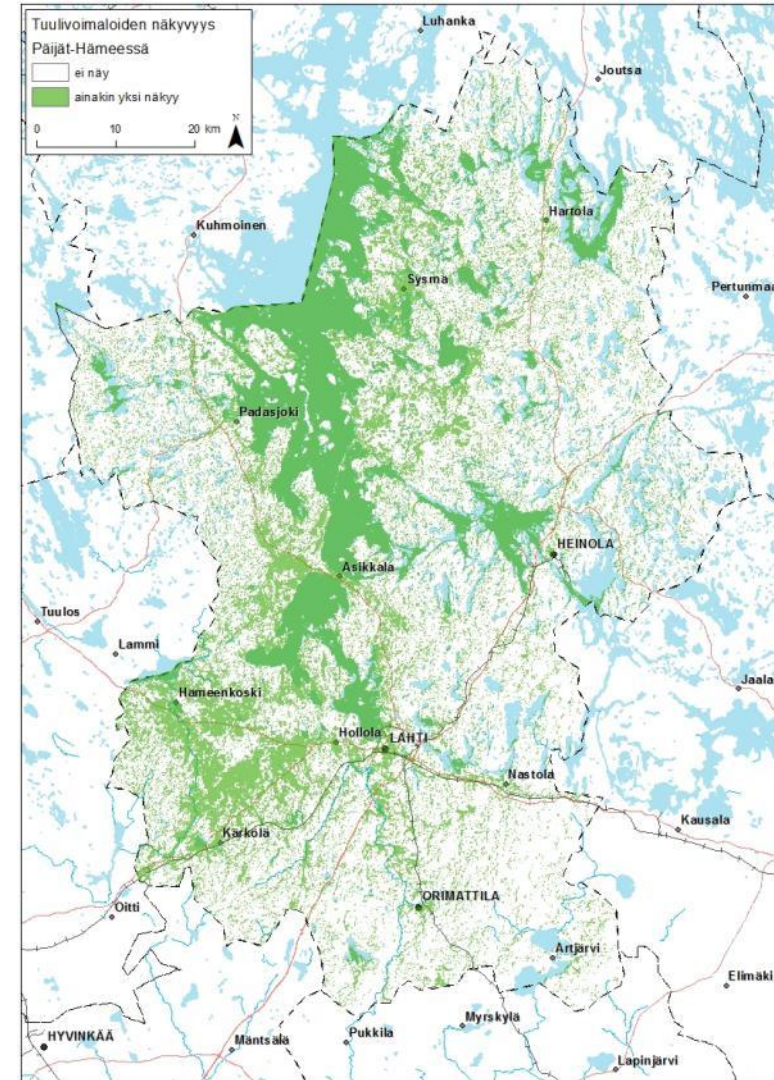 Tuulivoimaloiden näkyvyys
Päijät-Hämeessä
ei näy
ainakin yksi näkyy
0 10 20 km
N
Luhanka
Joutsa
Hartola
Kuhmoinen
Sysmä
Pertunmaa
Padasjoki
HEINOLA
Asikkala
Tuulos
Lammi
Jaala
Hämeenkoski
Hollola
LAHTI
Nastola
Kausala
Kärkölä
ORIMATTILA
Oitti
Artjärvi
Elimäki
Myrskylä
HYVINKÄÄ
Mäntsälä
Pukkila
Lapinjärvi